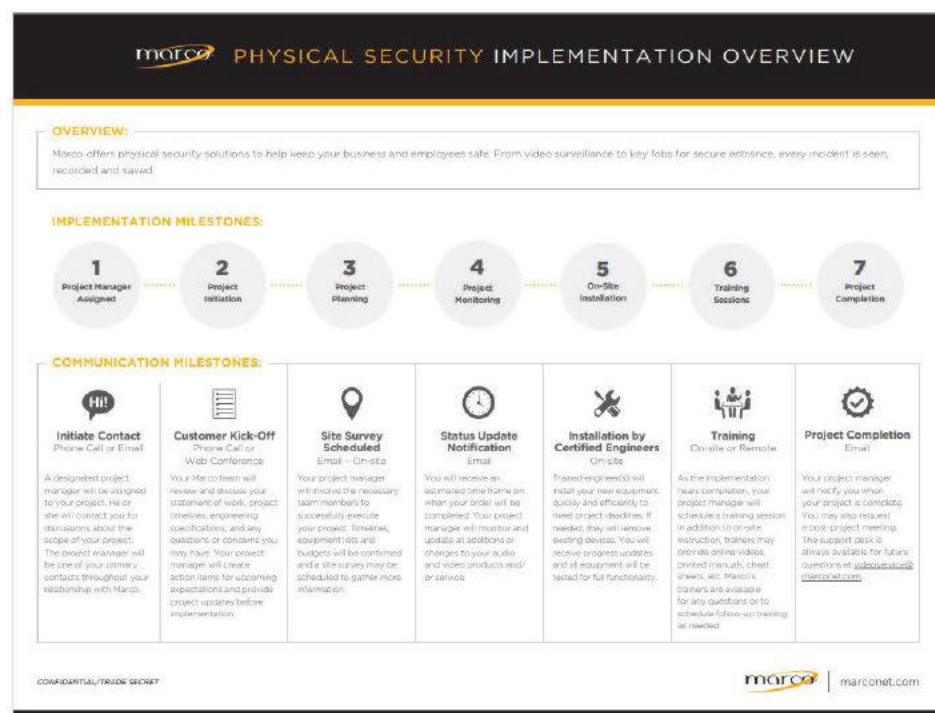 marco PHYSICAL SECURITY IMPLEMENTATION OVERVIEW
OVERVIEW:
Marco offers physical security solutions to help keep your business and employees safe. From video surveillance to key fobs for secure entrance, every incident is seen,
recorded and saved.
IMPLEMENTATION MILESTONES:
1
Project Manager
Assigned
2
Project
Initiation
3
Project
Planning
4
Project
Monitoring
5
On-Site
Installation
6
Training
Sessions
7
Project
Completion
COMMUNICATION MILESTONES:
Hi!
Initiate Contact
Phone Call or Email
A designated project
manager will be assigned
to your project. He or
she will contact you for
discussions about the
scope of your project.
The project manager will
be one of your primary
contacts throughout your
relationship with Marco.
Customer Kick-Off
Phone Call or
Web Conference
Your Marco team will
review and discuss your
statement of work, project
timelines, engineering
specifications, and any
questions or concerns you
may have. Your project
manager will create
action items for upcoming
expectations and provide
project updates before
implementation.
Site Survey
Scheduled
Email - On-site
Your project manager
will involve the necessary
team members to
successfully execute
your project. Timelines,
equipment lists and
budgets will be confirmed
and a site survey may be
scheduled to gather more
information.
Status Update
Notification
Email
You will receive an
estimated time frame on
when your order will be
completed. Your project
manager will monitor and
update all additions or
changes to your audio
and video products and/
or service.
Installation by
Certified Engineers
On-site
Trained engineer(s) will
install your new equipment
quickly and efficiently to
meet project deadlines. If
needed, they will remove
existing devices. You will
receive progress updates
and all equipment will be
tested for full functionality.
Training
On-site or Remote
As the implementation
nears completion, your
project manager will
schedule a training session.
In addition to on-site
instruction, trainers may
provide online videos,
printed manuals, cheat
sheets, etc. Marco's
trainers are available
for any questions or to
schedule follow-up training
as needed.
Project Completion
Email
Your project manager
will notify you when
your project is complete.
You may also request
a post-project meeting.
The support desk is
always available for future
questions at videoservice@
marconet.com.
CONFIDENTIAL/TRADE SECRET
marco | marconet.com